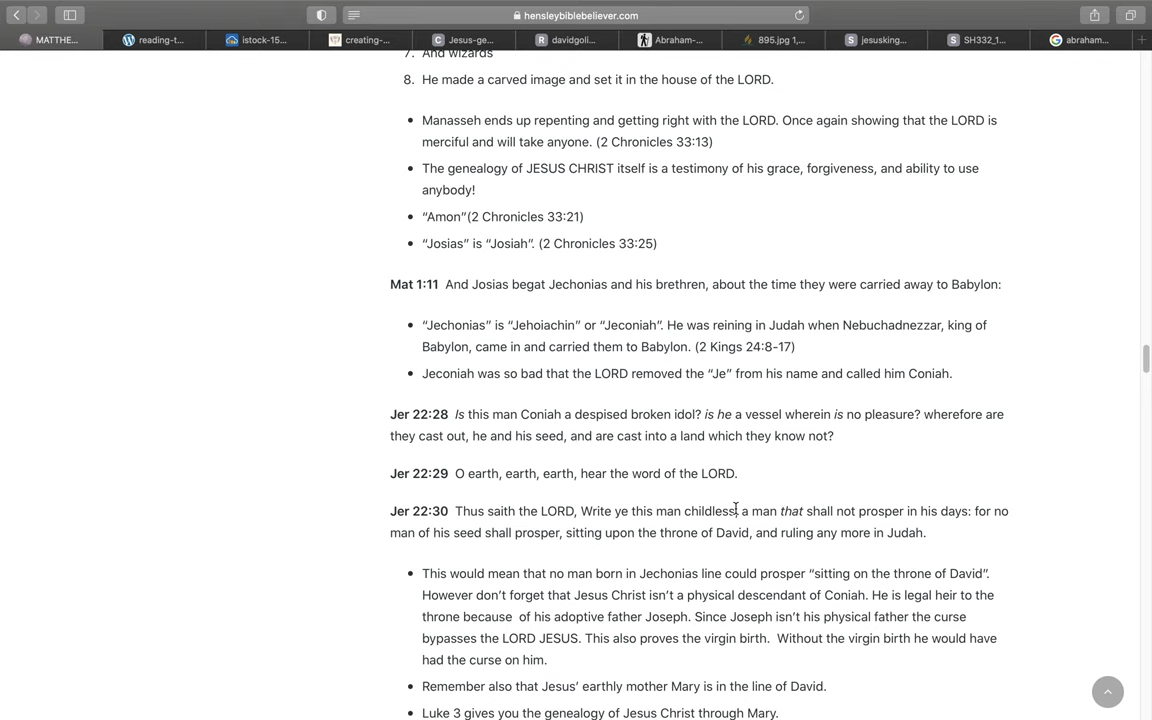 hensleybiblebeliever.com
MATTHE...
reading-t...
istock-15...
creating-...
Jesus-ge...
davidgoli...
Abraham-...
895.jpg 1,...
jesusking...
SH332_1...
abraham...
7. And wizards
8. He made a carved image and set it in the house of the LORD.
• Manasseh ends up repenting and getting right with the LORD. Once again showing that the LORD is
merciful and will take anyone. (2 Chronicles 33:13)
• The genealogy of JESUS CHRIST itself is a testimony of his grace, forgiveness, and ability to use
anybody!
• “Amon”(2 Chronicles 33:21)
• “Josias” is “Josiah”. (2 Chronicles 33:25)
Mat 1:11 And Josias begat Jechonias and his brethren, about the time they were carried away to Babylon:
• “Jechonias” is “Jehoiachin” or “Jeconiah”. He was reining in Judah when Nebuchadnezzar, king of
Babylon, came in and carried them to Babylon. (2 Kings 24:8-17)
• Jeconiah was so bad that the LORD removed the “Je” from his name and called him Coniah.
Jer 22:28 Is this man Coniah a despised broken idol? is he a vessel wherein is no pleasure? wherefore are
they cast out, he and his seed, and are cast into a land which they know not?
Jer 22:29 O earth, earth, earth, hear the word of the LORD.
Jer 22:30 Thus saith the LORD, Write ye this man childless, a man that shall not prosper in his days: for no
man of his seed shall prosper, sitting upon the throne of David, and ruling any more in Judah.
• This would mean that no man born in Jechonias line could prosper “sitting on the throne of David”.
However don’t forget that Jesus Christ isn’t a physical descendant of Coniah. He is legal heir to the
throne because of his adoptive father Joseph. Since Joseph isn’t his physical father the curse
bypasses the LORD JESUS. This also proves the virgin birth. Without the virgin birth he would have
had the curse on him.
• Remember also that Jesus’ earthly mother Mary is in the line of David.
• Luke 3 gives you the genealogy of Jesus Christ through Mary.